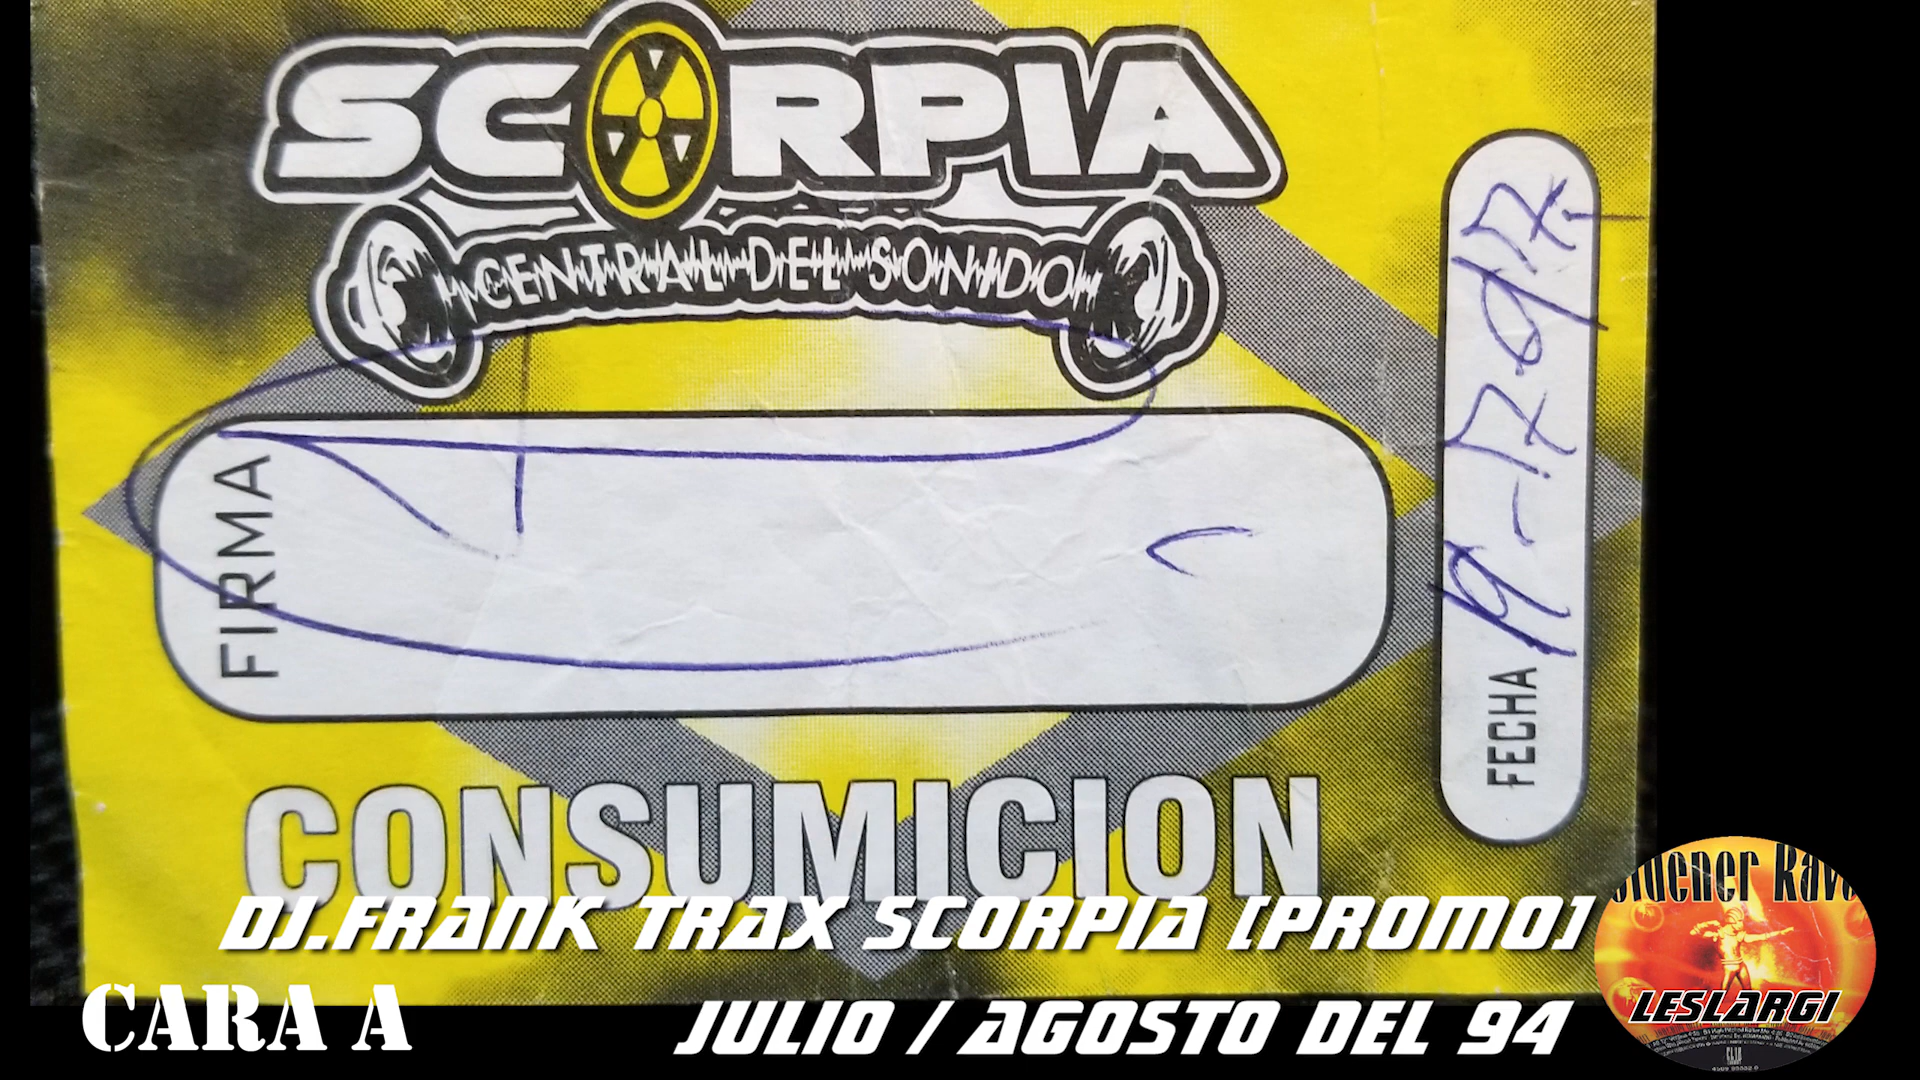 SCORPIA
CENTRAL DEL SONIDO
FIRMA
FECHA
CONSUMICION
DJ.FRANK TRAX SCORPIA [PROMO]
CARA A
JULIO / AGOSTO DEL 94
LESLARGI